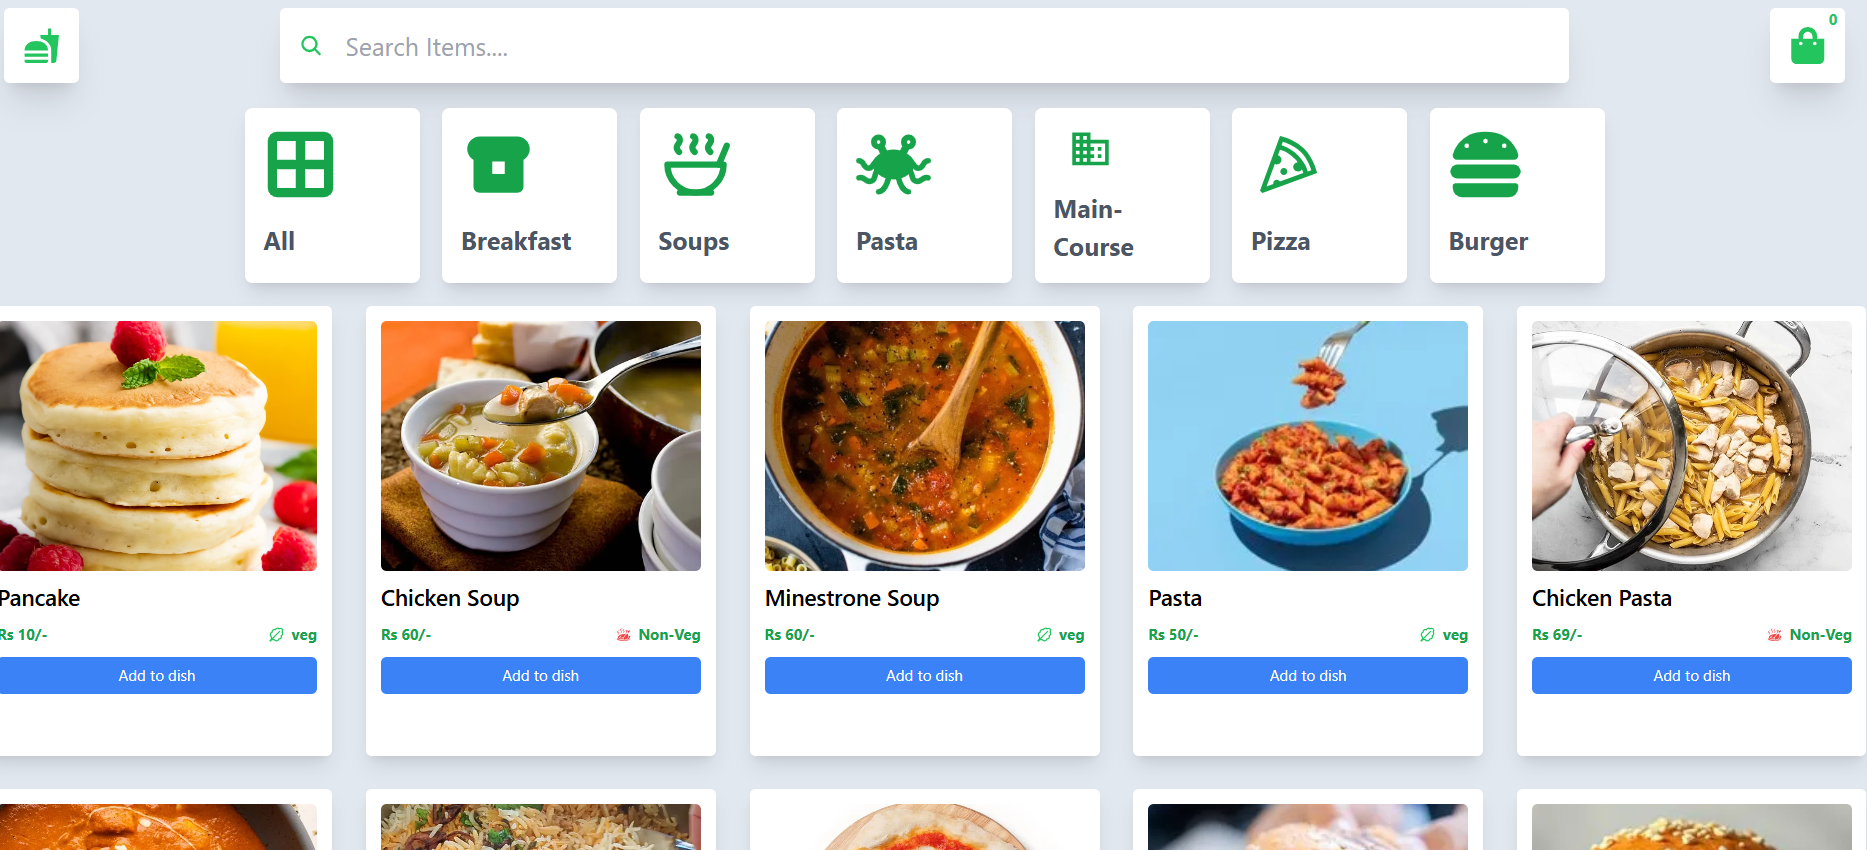 Search Items....
0
All
Breakfast
Soups
Pasta
Main-
Course
Pizza
Burger
Pancake
Rs 10/-
veg
Add to dish
Chicken Soup
Rs 60/-
Non-Veg
Add to dish
Minestrone Soup
Rs 60/-
veg
Add to dish
Pasta
Rs 50/-
veg
Add to dish
Chicken Pasta
Rs 69/-
Non-Veg
Add to dish